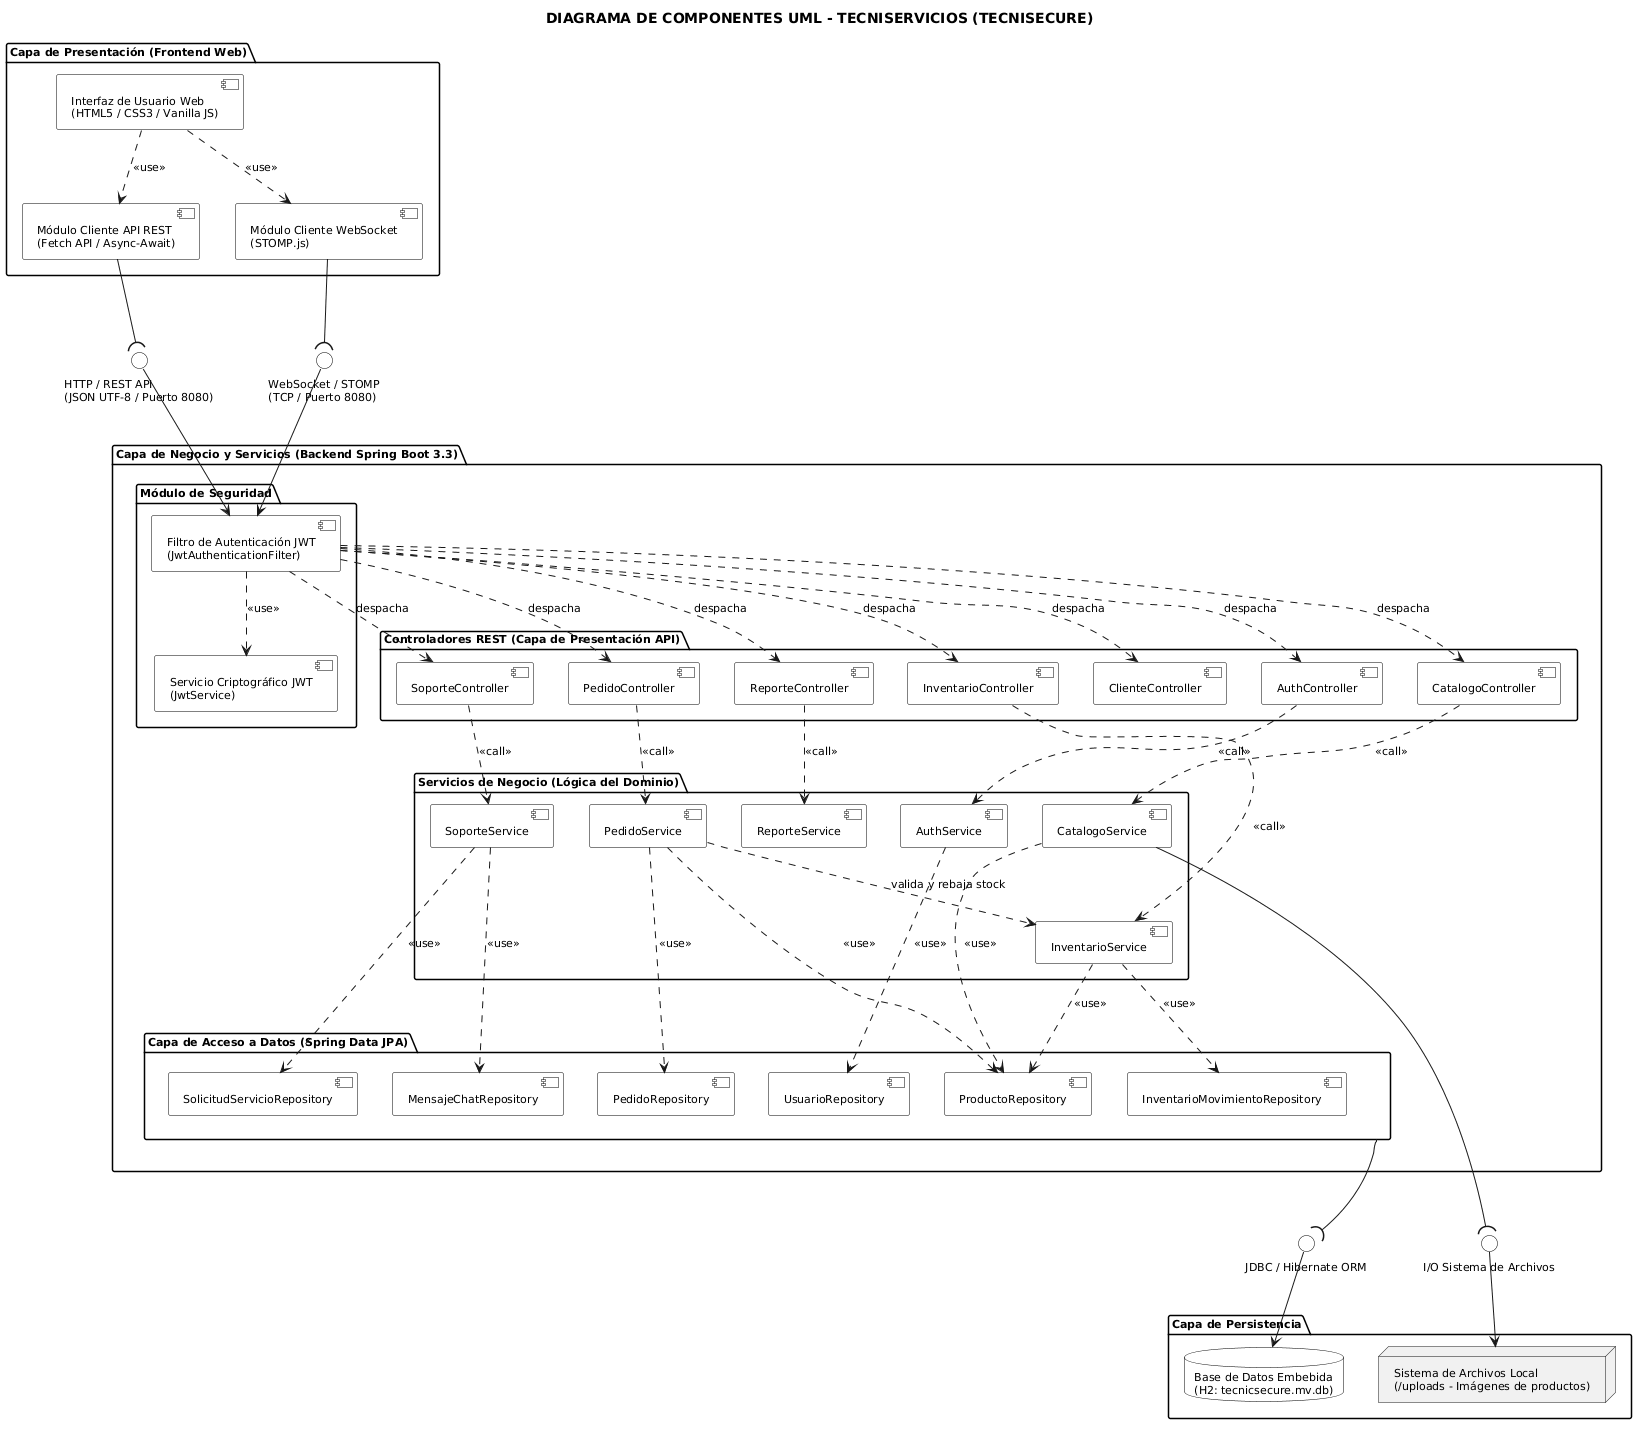 DIAGRAMA DE COMPONENTES UML - TECNISERVICIOS (TECNISECURE)
Capa de Presentación (Frontend Web)
Interfaz de Usuario Web
(HTML5 / CSS3 / Vanilla JS)
«use»
«use»
Módulo Cliente API REST
(Fetch API / Async-Await)
Módulo Cliente WebSocket
(STOMP.js)
HTTP / REST API
(JSON UTF-8 / Puerto 8080)
WebSocket / STOMP
(TCP / Puerto 8080)
Capa de Negocio y Servicios (Backend Spring Boot 3.3)
Módulo de Seguridad
Filtro de Autenticación JWT
(JwtAuthenticationFilter)
«use»
Servicio Criptográfico JWT
(JwtService)
despacha
despacha
despacha
despacha
despacha
despacha
despacha
Controladores REST (Capa de Presentación API)
SoporteController
PedidoController
ReporteController
InventarioController
ClienteController
AuthController
CatalogoController
«call»
«call»
«call»
«call»
«call»
«call»
Servicios de Negocio (Lógica del Dominio)
SoporteService
PedidoService
ReporteService
AuthService
CatalogoService
valida y rebaja stock
InventarioService
«use»
«use»
«use»
«use»
«use»
«use»
«use»
«use»
Capa de Acceso a Datos (Spring Data JPA)
SolicitudServicioRepository
MensajeChatRepository
PedidoRepository
UsuarioRepository
ProductoRepository
InventarioMovimientoRepository
JDBC / Hibernate ORM
I/O Sistema de Archivos
Capa de Persistencia
Base de Datos Embebida
(H2: tecnicsecure.mv.db)
Sistema de Archivos Local
(/uploads - Imágenes de productos)